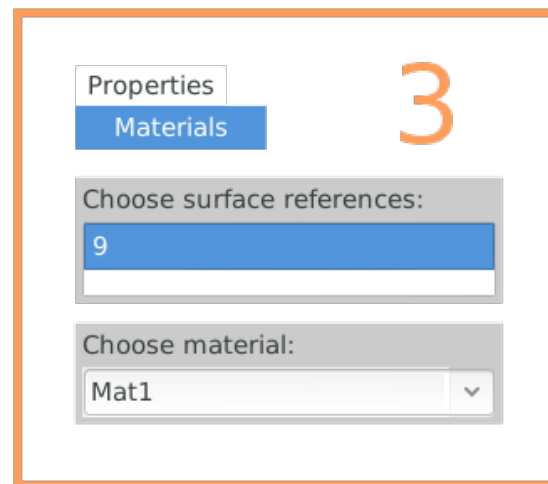 Properties
3
Materials
Choose surface references:
9
Choose material:
Mat1